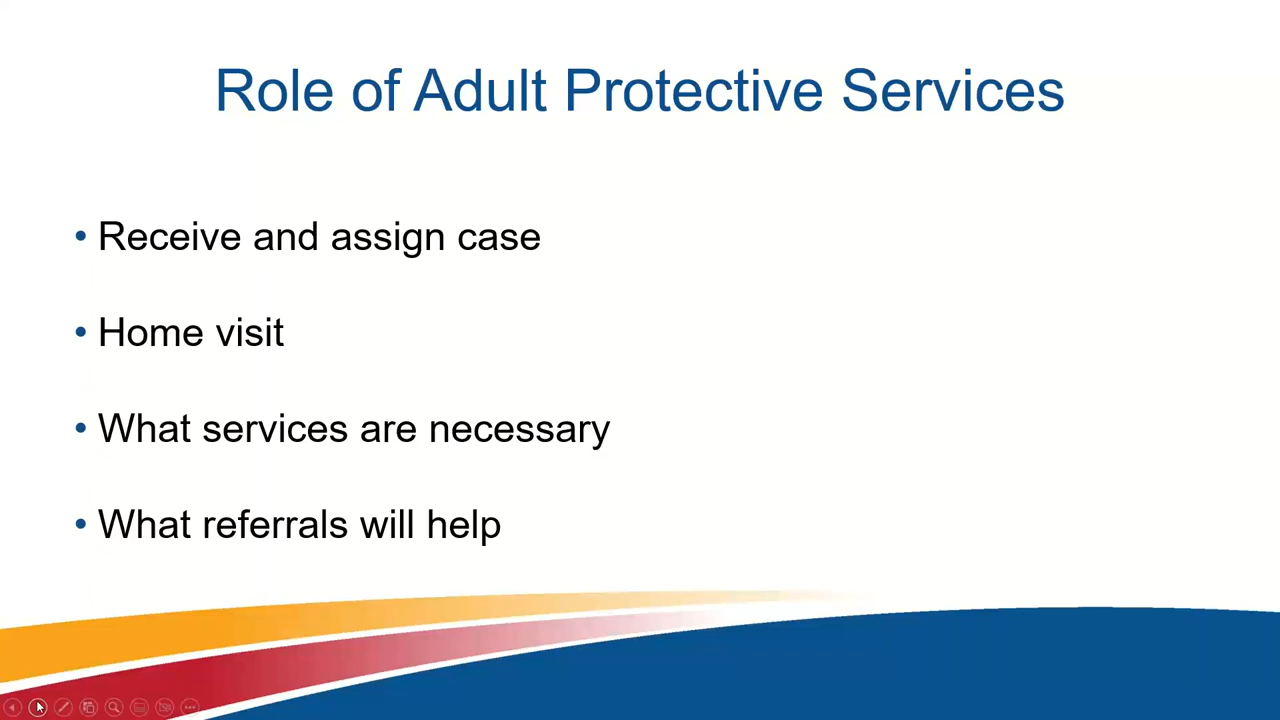 Role of Adult Protective Services
• Receive and assign case
• Home visit
• What services are necessary
• What referrals will help